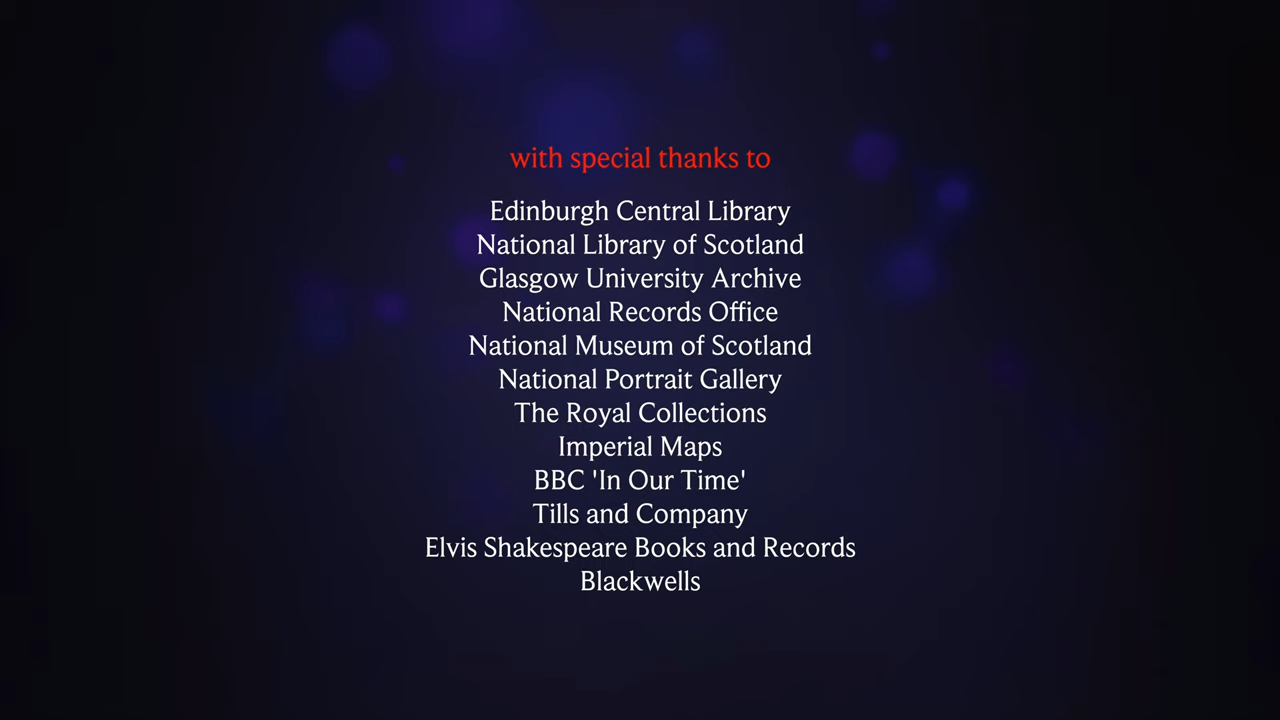 with special thanks to
Edinburgh Central Library
National Library of Scotland
Glasgow University Archive
National Records Office
National Museum of Scotland
National Portrait Gallery
The Royal Collections
Imperial Maps
BBC 'In Our Time'
Tills and Company
Elvis Shakespeare Books and Records
Blackwells